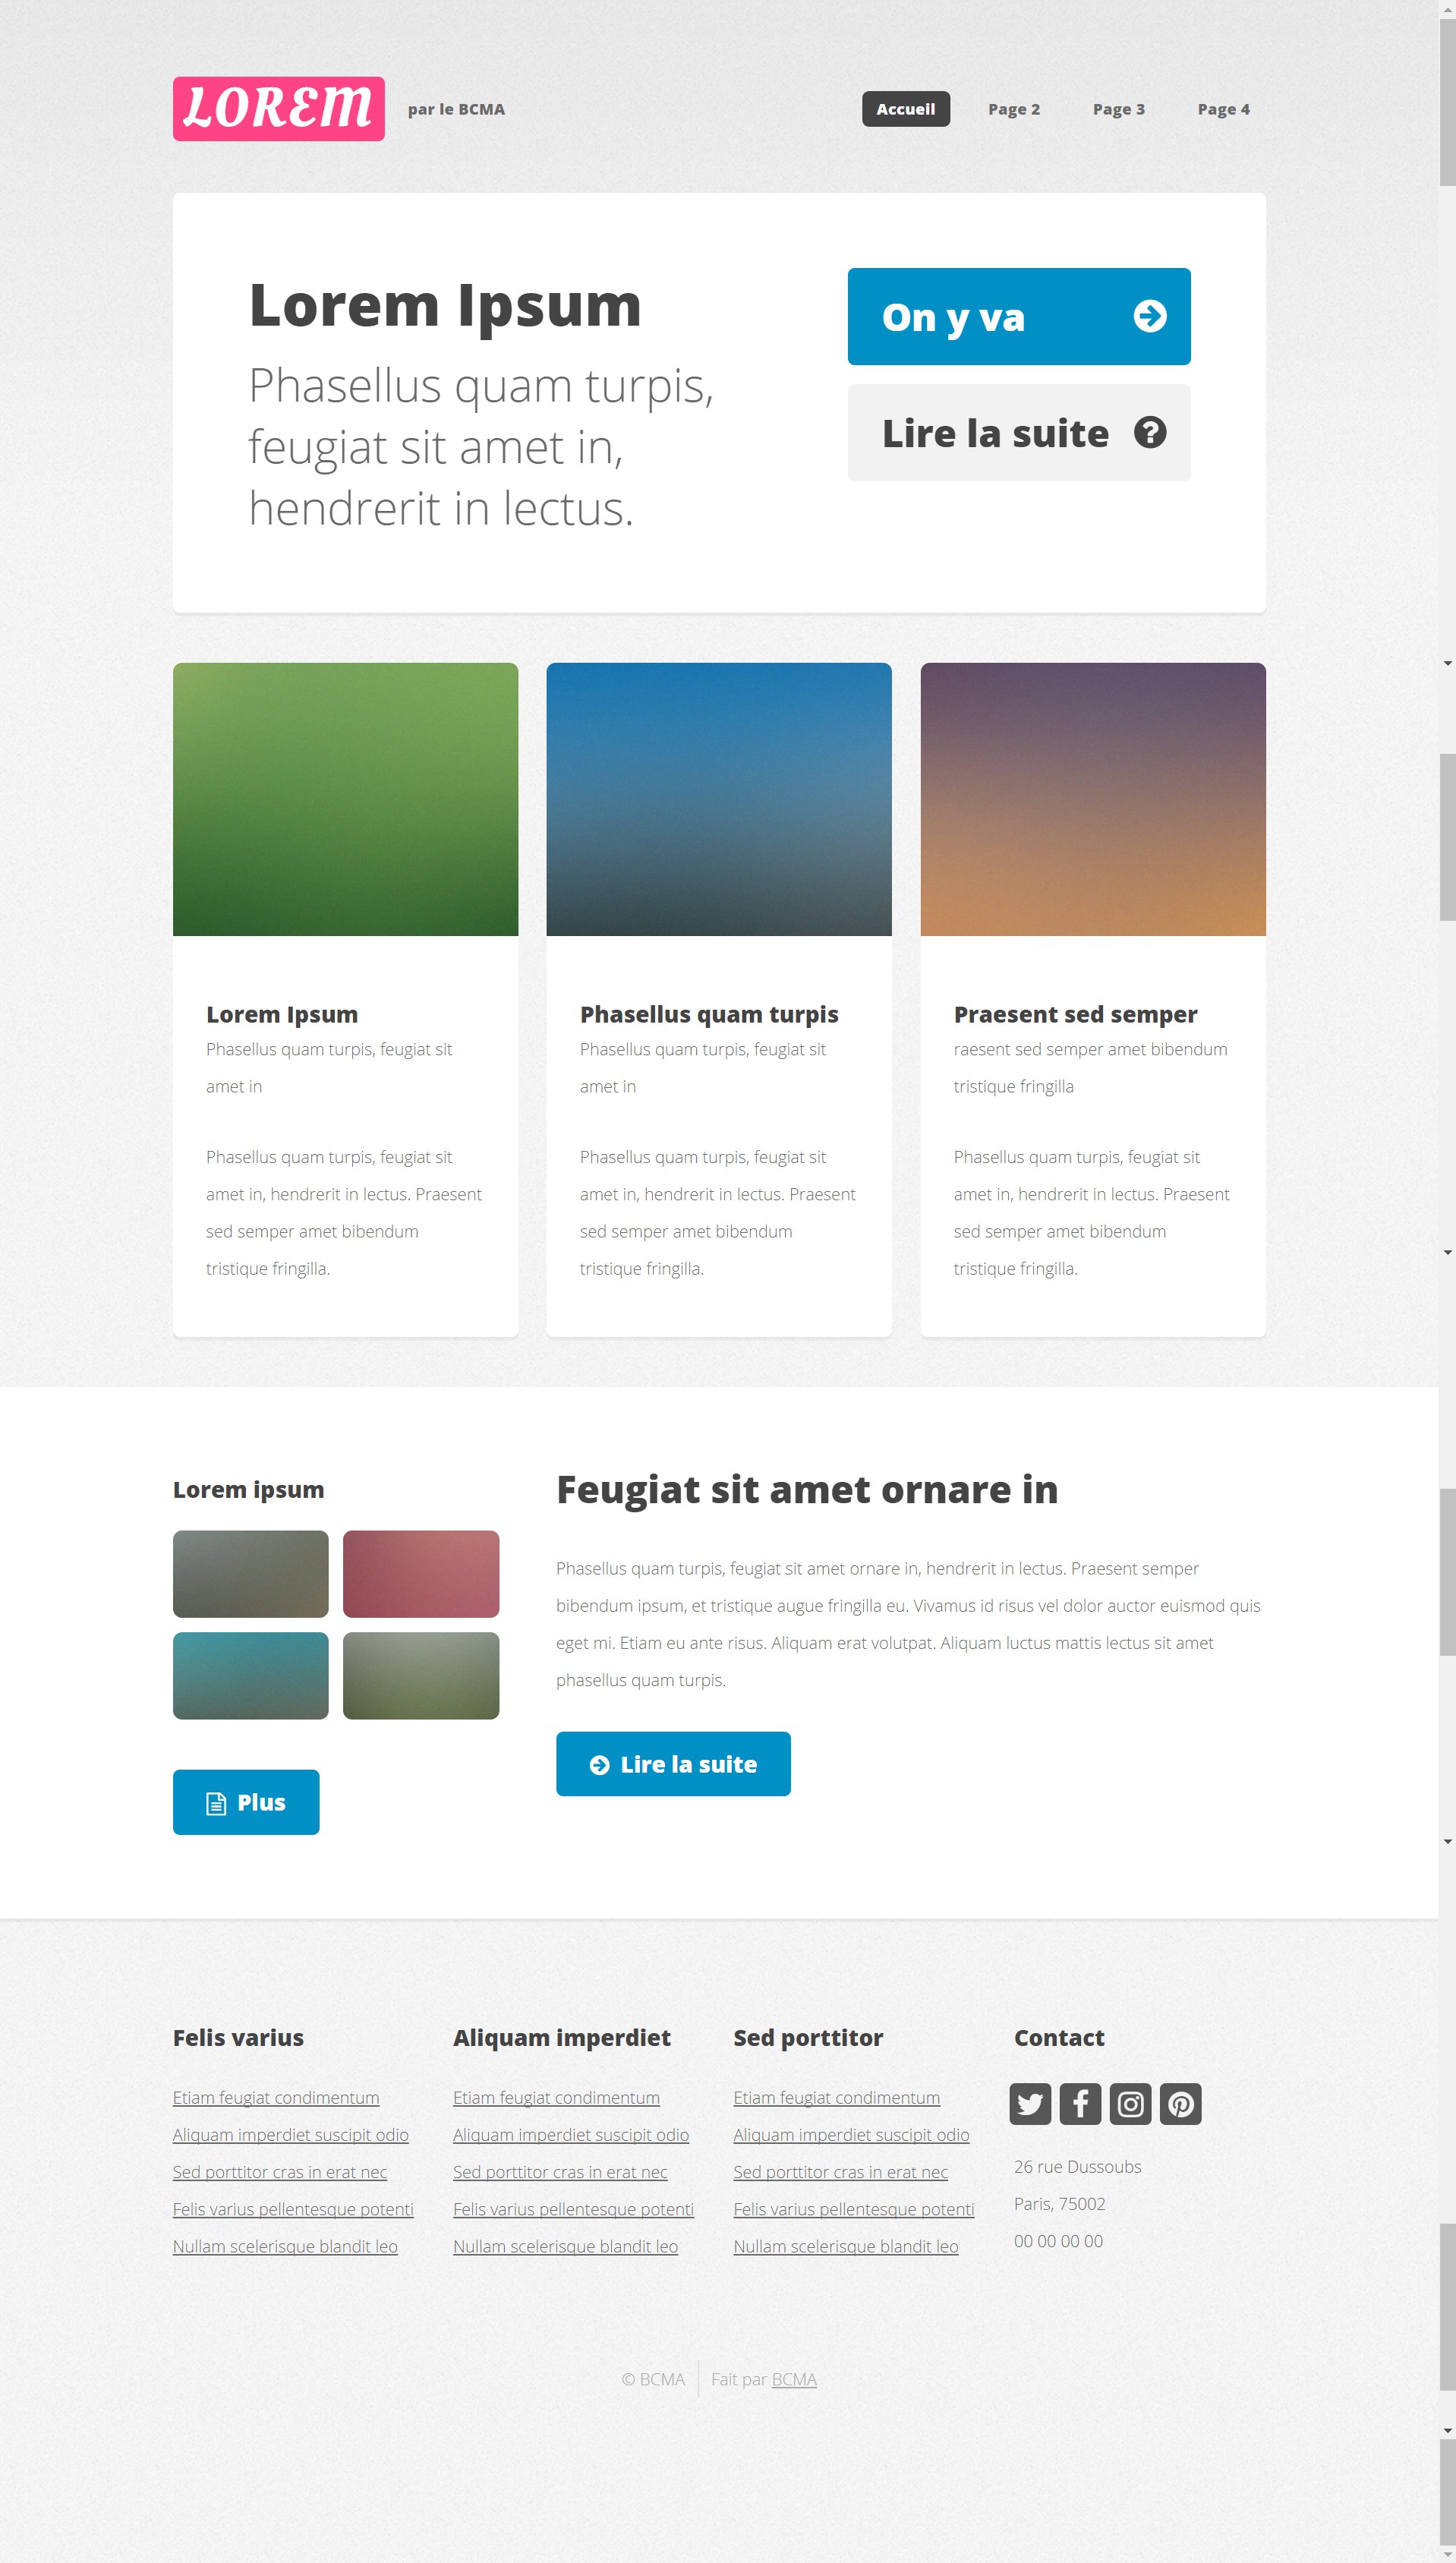 LOREM
par le BCMA
Accueil
Page 2
Page 3
Page 4
Lorem Ipsum
Phasellus quam turpis,
feugiat sit amet in,
hendrerit in lectus.
On y va
Lire la suite
Lorem Ipsum
Phasellus quam turpis, feugiat sit
amet in
Phasellus quam turpis, feugiat sit
amet in, hendrerit in lectus. Praesent
sed semper amet bibendum
tristique fringilla.
Phasellus quam turpis
Phasellus quam turpis, feugiat sit
amet in
Phasellus quam turpis, feugiat sit
amet in, hendrerit in lectus. Praesent
sed semper amet bibendum
tristique fringilla.
Praesent sed semper
raesent sed semper amet bibendum
tristique fringilla
Phasellus quam turpis, feugiat sit
amet in, hendrerit in lectus. Praesent
sed semper amet bibendum
tristique fringilla.
Lorem ipsum
Plus
Feugiat sit amet ornare in
Phasellus quam turpis, feugiat sit amet ornare in, hendrerit in lectus. Praesent semper
bibendum ipsum, et tristique augue fringilla eu. Vivamus id risus vel dolor auctor euismod quis
eget mi. Etiam eu ante risus. Aliquam erat volutpat. Aliquam luctus mattis lectus sit amet
phasellus quam turpis.
Lire la suite
Felis varius
Etiam feugiat condimentum
Aliquam imperdiet suscipit odio
Sed porttitor cras in erat nec
Felis varius pellentesque potenti
Nullam scelerisque blandit leo
Aliquam imperdiet
Etiam feugiat condimentum
Aliquam imperdiet suscipit odio
Sed porttitor cras in erat nec
Felis varius pellentesque potenti
Nullam scelerisque blandit leo
Sed porttitor
Etiam feugiat condimentum
Aliquam imperdiet suscipit odio
Sed porttitor cras in erat nec
Felis varius pellentesque potenti
Nullam scelerisque blandit leo
Contact
26 rue Dussoubs
Paris, 75002
00 00 00 00
© BCMA
Fait par BCMA